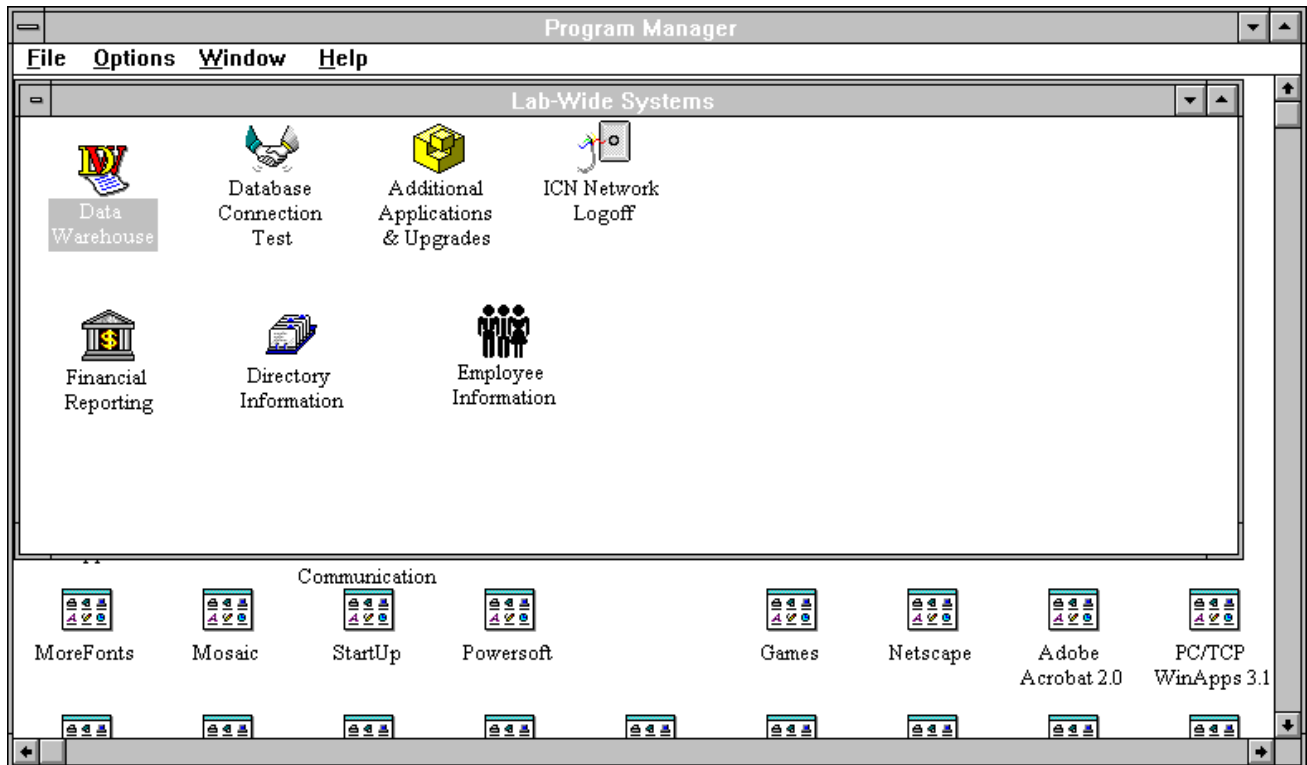 Program Manager
File Options Window Help
Lab-Wide Systems
Data
Warehouse
Database
Connection
Test
Additional
Applications
& Upgrades
ICN Network
Logoff
Financial
Reporting
Directory
Information
Employee
Information
Communication
MoreFonts
Mosaic
StartUp
Powersoft
Games
Netscape
Adobe
Acrobat 2.0
PC/TCP
WinApps 3.1